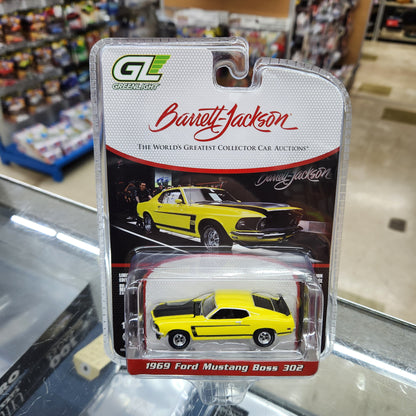 GL
GREENLIGHT
Barrett-Jackson
THE WORLD'S GREATEST COLLECTOR CAR AUCTIONS®
Barrett-Jackson
1969 Ford Mustang Boss 302